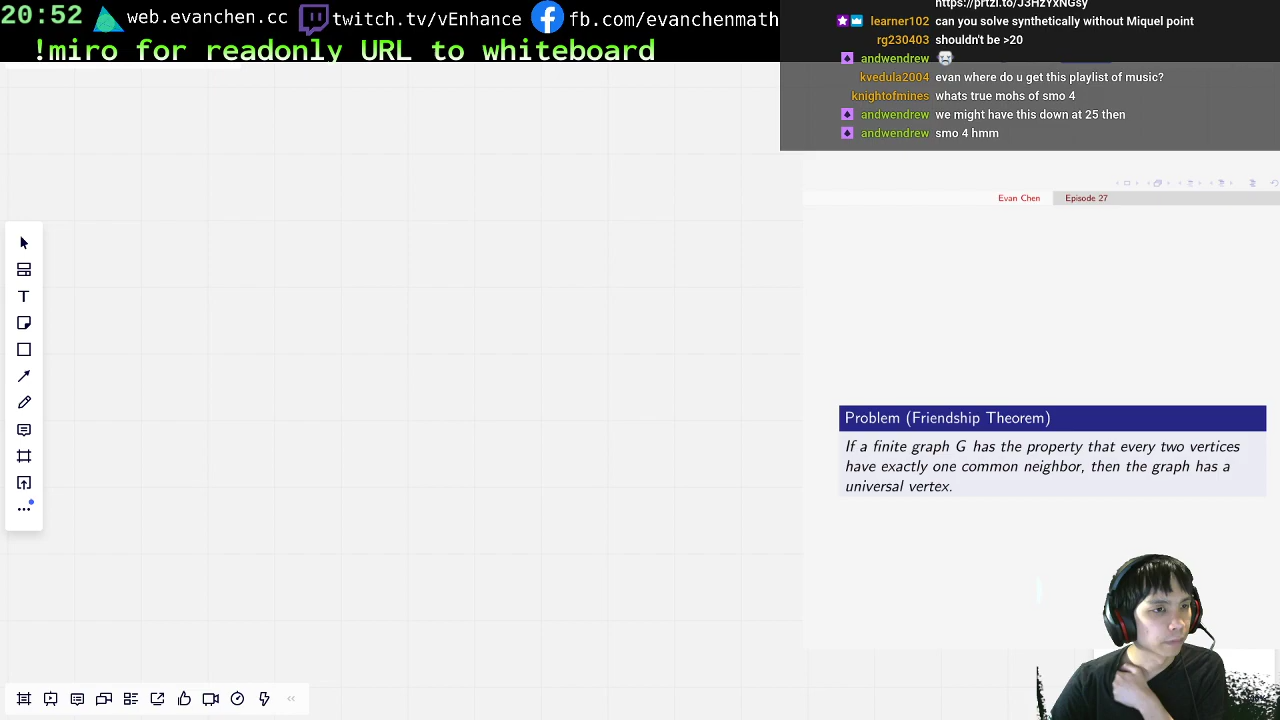 20:52 web.evanchen.cc twitch.tv/vEnhance fb.com/evanchenmath
!miro for readonly URL to whiteboard
https://prtzl.to/J3HzYxNGsy
learner102 can you solve synthetically without Miquel point
rg230403 shouldn't be >20
andwendrew
kvedula2004 evan where do u get this playlist of music?
knightofmines whats true mohs of smo 4
andwendrew we might have this down at 25 then
andwendrew smo 4 hmm
Evan Chen Episode 27
Problem (Friendship Theorem)
If a finite graph G has the property that every two vertices
have exactly one common neighbor, then the graph has a
universal vertex.